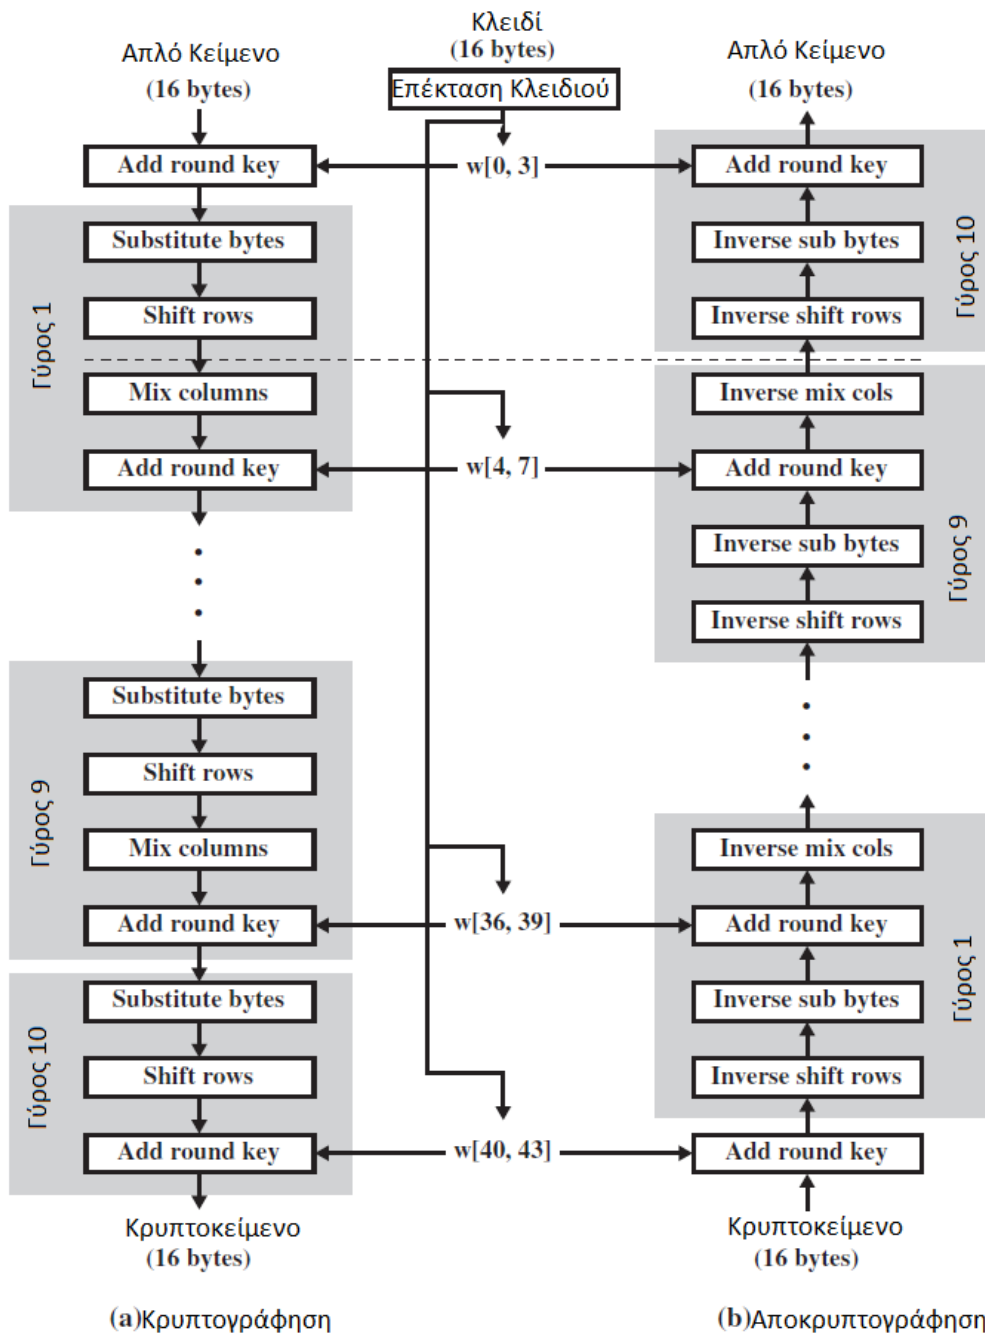 Απλό Κείμενο
(16 bytes)
Add round key
Substitute bytes
Shift rows
Mix columns
Add round key
Γύρος 1
Substitute bytes
Shift rows
Mix columns
Add round key
Γύρος 9
Substitute bytes
Shift rows
Add round key
Γύρος 10
Κρυπτοκείμενο
(16 bytes)
(a)Κρυπτογράφηση
Κλειδί
(16 bytes)
Επέκταση Κλειδιού
w[0, 3]
w[4, 7]
w[36, 39]
w[40, 43]
Απλό Κείμενο
(16 bytes)
Add round key
Inverse sub bytes
Inverse shift rows
Γύρος 10
Inverse mix cols
Add round key
Inverse sub bytes
Inverse shift rows
Γύρος 9
Inverse mix cols
Add round key
Inverse sub bytes
Inverse shift rows
Γύρος 1
Add round key
Κρυπτοκείμενο
(16 bytes)
(b)Αποκρυπτογράφηση